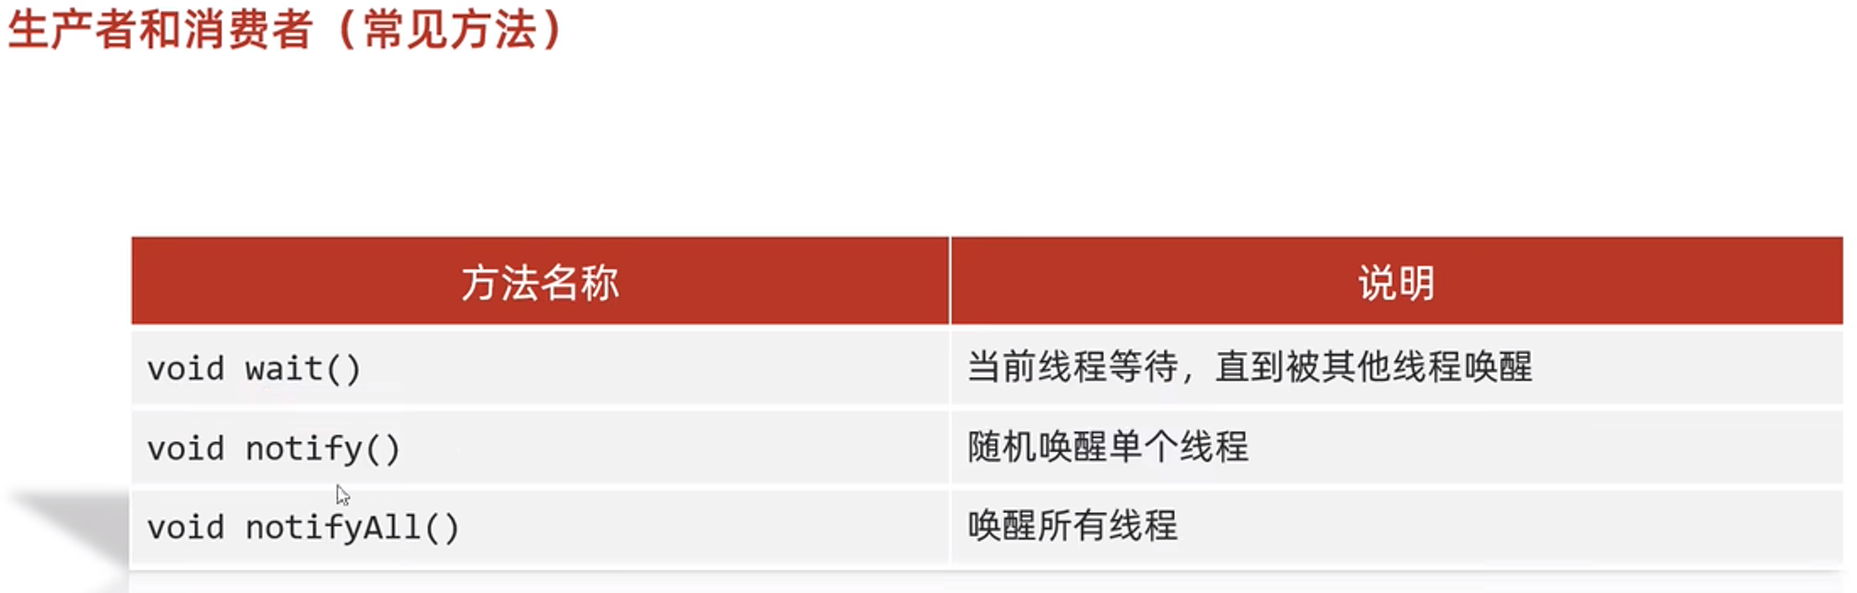 生产者和消费者（常见方法）
方法名称 说明
void wait() 当前线程等待，直到被其他线程唤醒
void notify() 随机唤醒单个线程
void notifyAll() 唤醒所有线程